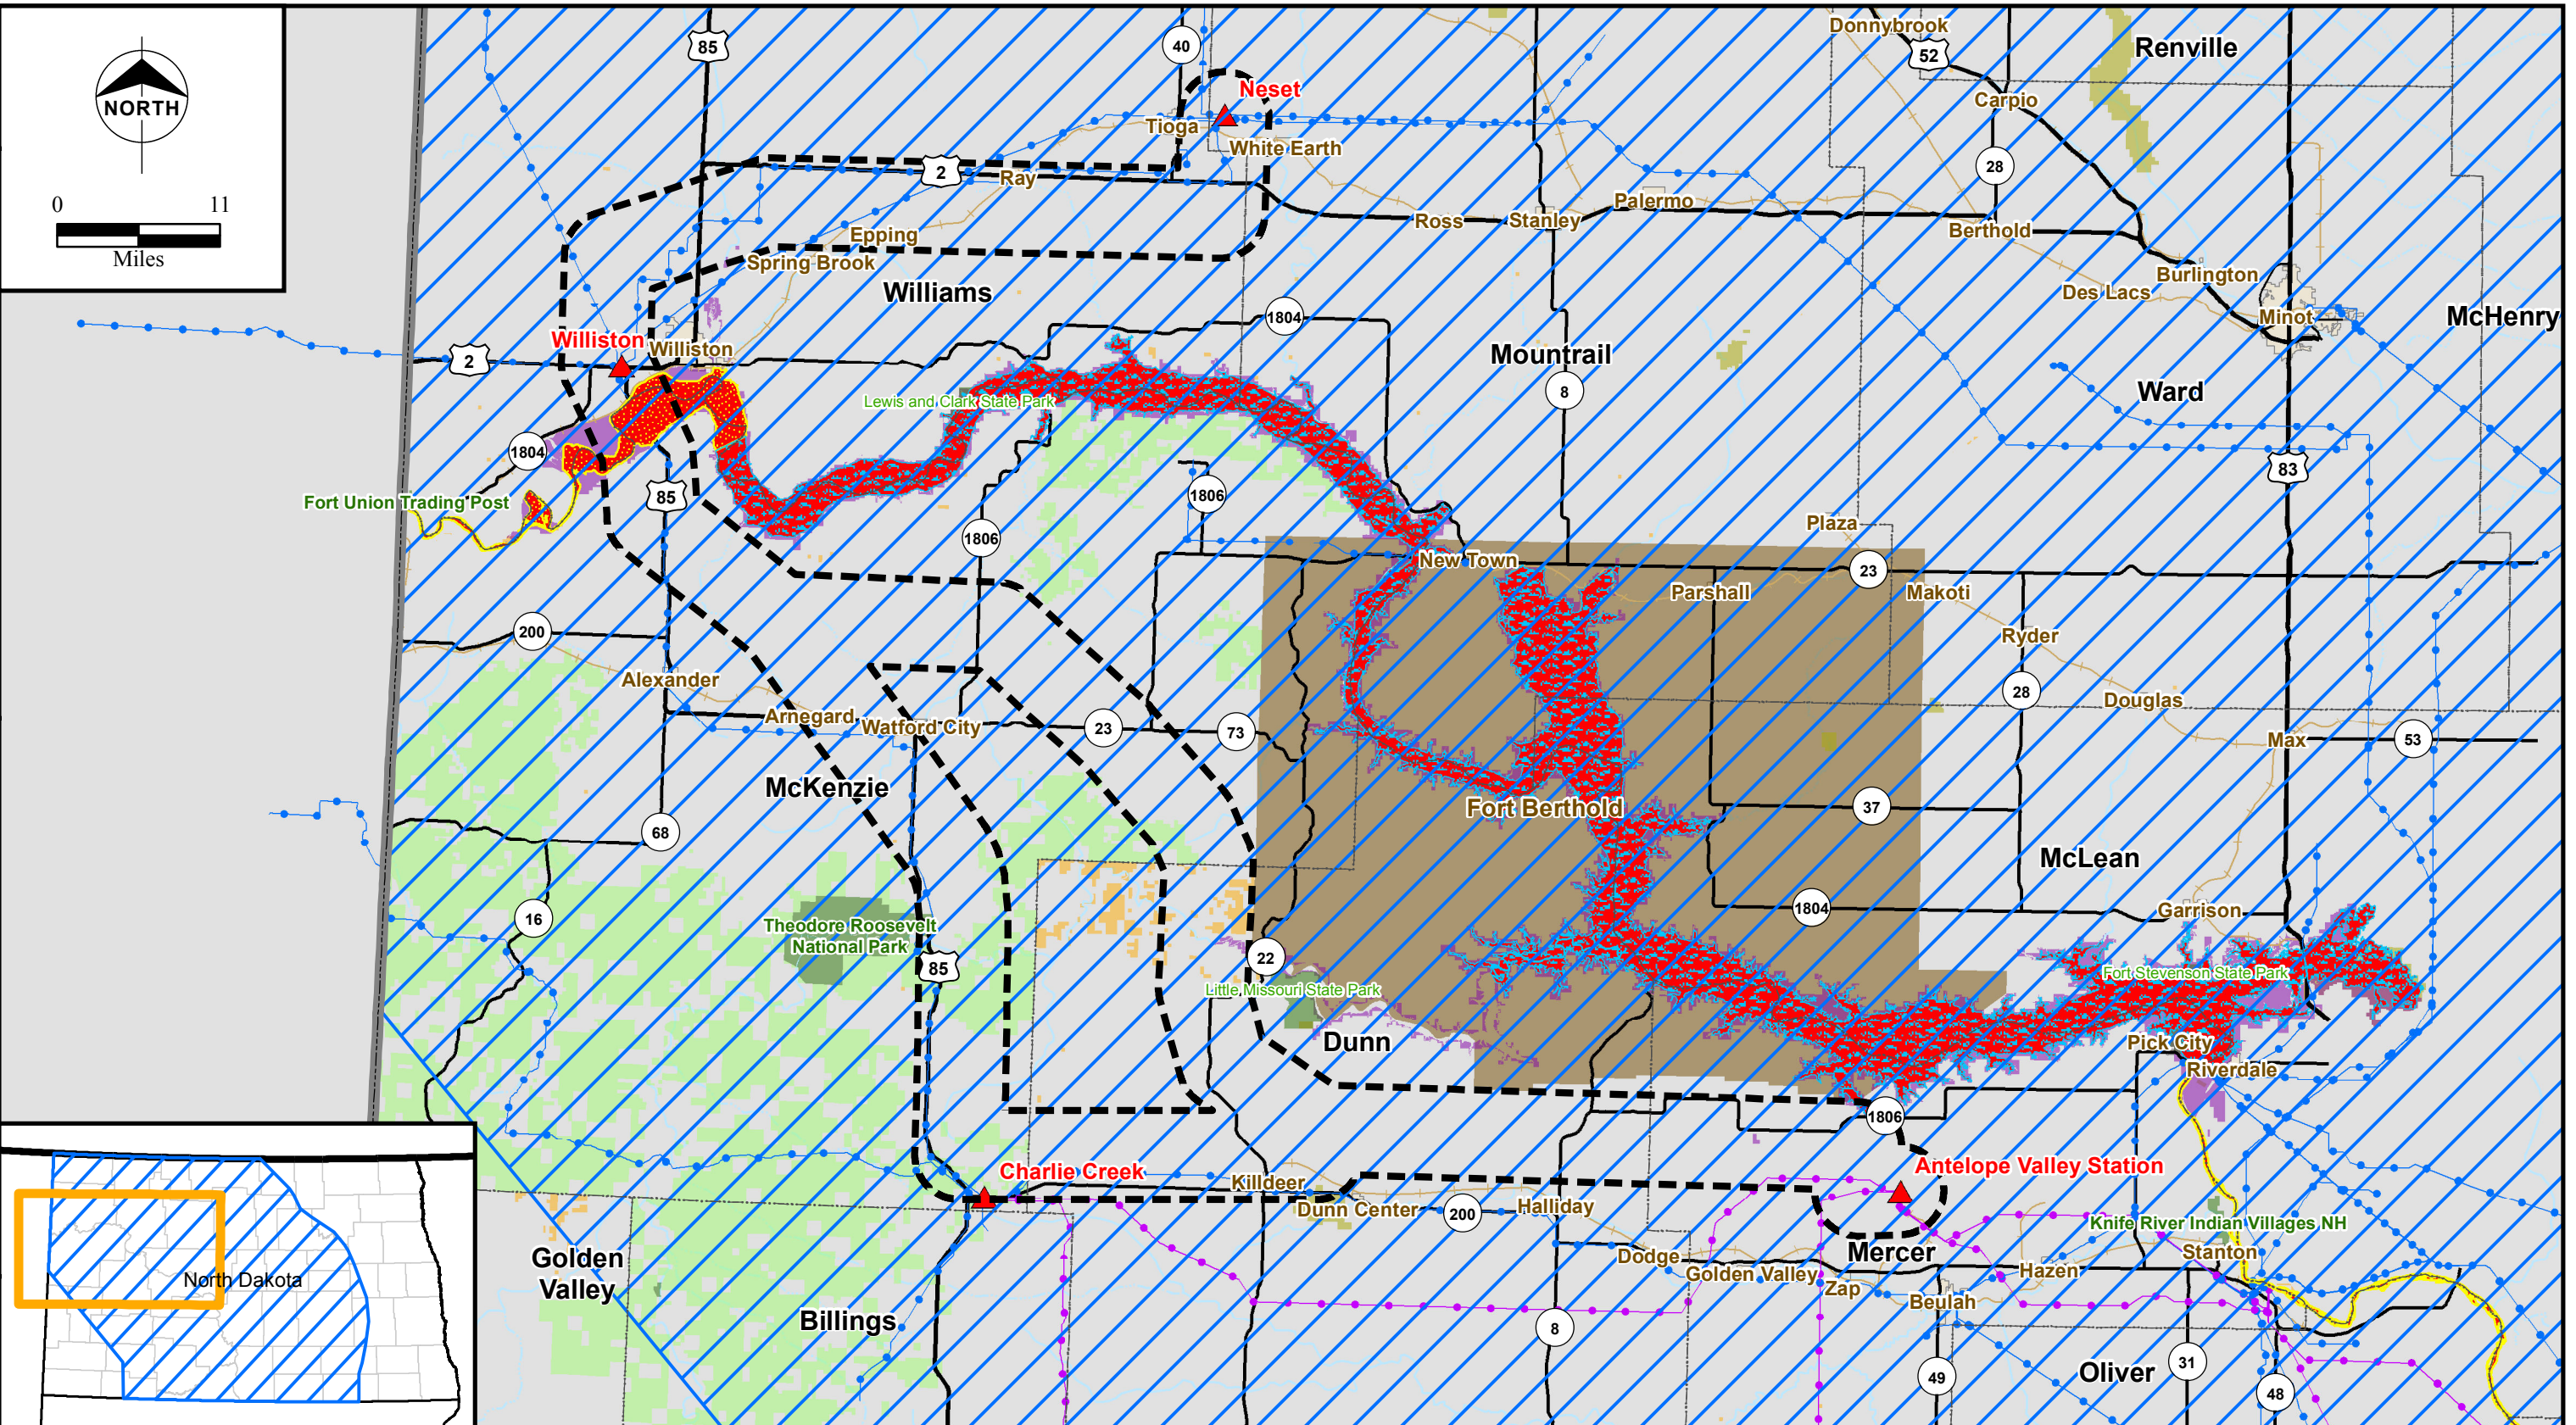 NORTH
0 11
Miles
85
40
52
Donnybrook
Renville
Carpio
Neset
Tioga
White Earth
28
2
Ray
Palermo
Ross
Stanley
Berthold
Epping
Spring Brook
Burlington
Des Lacs
Williams
1804
Minot
McHenry
Williston
Williston
2
Mountrail
8
Ward
Lewis and Clark State Park
1804
83
85
1806
Fort Union Trading Post
1806
Plaza
New Town
23
Parshall
Makoti
200
Ryder
Alexander
28
Douglas
Arnegard
Watford City
23
73
Max
53
McKenzie
Fort Berthold
37
68
McLean
16
Theodore Roosevelt
National Park
1804
Garrison
85
22
Little Missouri State Park
Fort Stevenson State Park
Dunn
Pick City
Riverdale
1806
Charlie Creek
Antelope Valley Station
Killdeer
Dunn Center
200
Halliday
Knife River Indian Villages NH
Mercer
Stanton
Golden
Valley
Dodge
Golden Valley
Zap
Hazen
Beulah
North Dakota
Billings
8
49
Oliver
31
48